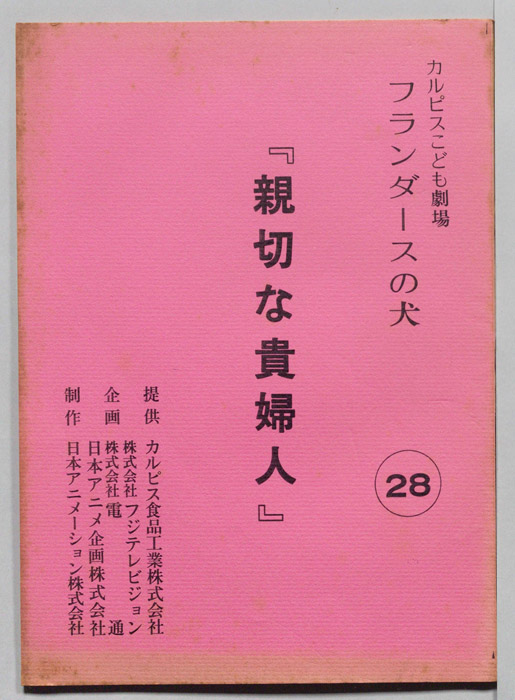 カルピスこども劇場
フランダースの犬
28
『親切な貴婦人』
提供 カルピス食品工業株式会社
株式会社フジテレビジョン
企画 株式会社電通
日本アニメ企画株式会社
制作 日本アニメーション株式会社